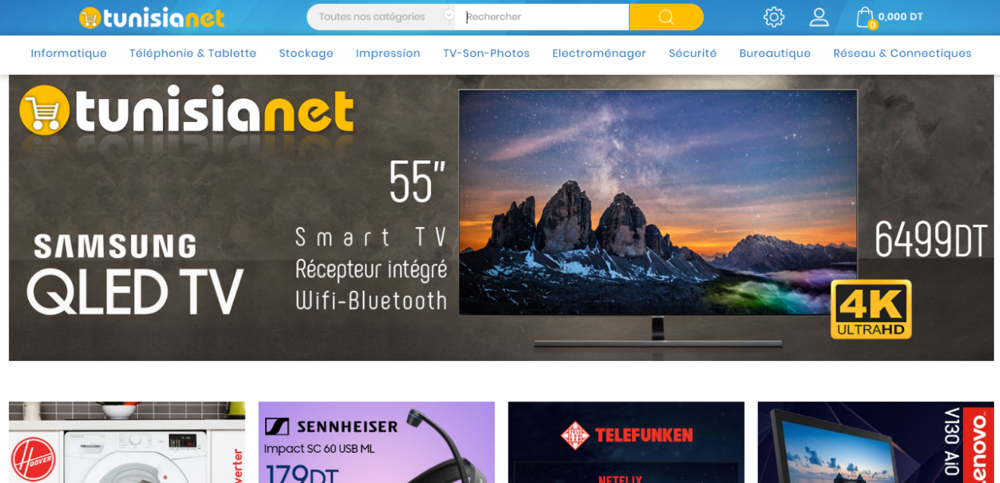 tunisianet
Toutes nos catégories
Rechercher
0
0,000 DT
Informatique
Téléphonie & Tablette
Stockage
Impression
TV-Son-Photos
Electroménager
Sécurité
Bureautique
Réseau & Connectiques
tunisianet
55"
Smart TV
Récepteur intégré
Wifi-Bluetooth
SAMSUNG
QLED TV
6499DT
4K
ULTRAHD
HOOVER
SENNHEISER
Impact SC 60 USB ML
179DT
TELEFUNKEN
NETFLIX
V130 AiO